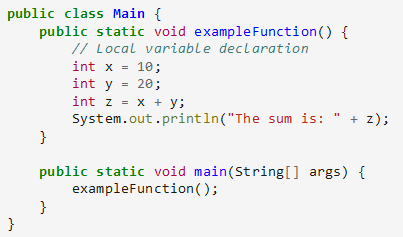 public class Main {
    public static void exampleFunction() {
        // Local variable declaration
        int x = 10;
        int y = 20;
        int z = x + y;
        System.out.println("The sum is: " + z);
    }

    public static void main(String[] args) {
        exampleFunction();
    }
}